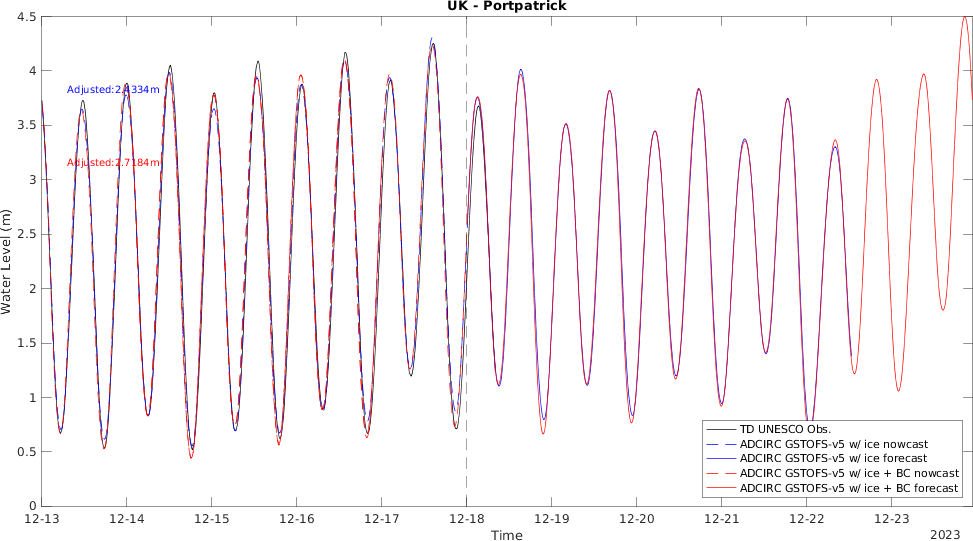 UK - Portpatrick
4.5
4
3.5
3
2.5
2
1.5
1
0.5
0
Water Level (m)
Adjusted:2.4334m
Adjusted:2.7184m
TD UNESCO Obs.
ADCIRC GSTOFS-v5 w/ ice nowcast
ADCIRC GSTOFS-v5 w/ ice forecast
ADCIRC GSTOFS-v5 w/ ice + BC nowcast
ADCIRC GSTOFS-v5 w/ ice + BC forecast
12-13 12-14 12-15 12-16 12-17 12-18 12-19 12-20 12-21 12-22 12-23
Time
2023